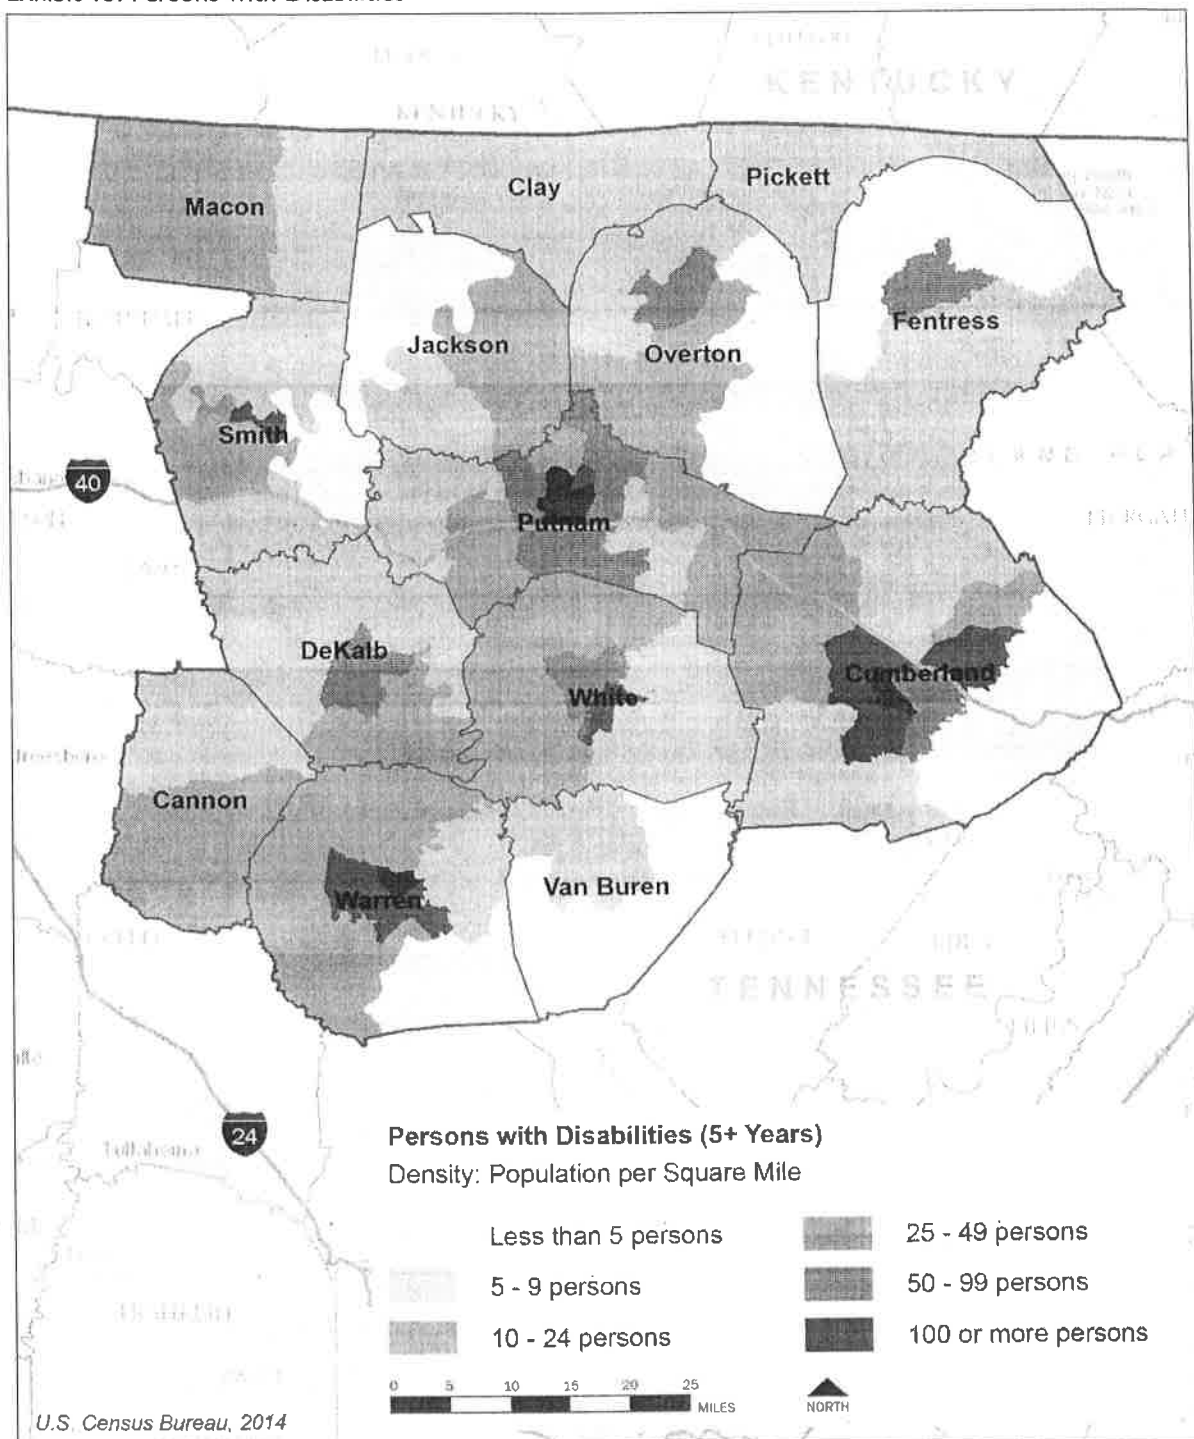 KENTUCKY
KENTUCKY
Macon
Clay
Pickett
Jackson
Overton
Fentress
Smith
40
Putnam
DeKalb
White
Cumberland
Cannon
Warren
Van Buren
TENNESSEE
24
Tullahoma
Persons with Disabilities (5+ Years)
Density: Population per Square Mile
Less than 5 persons
5 - 9 persons
10 - 24 persons
25 - 49 persons
50 - 99 persons
100 or more persons
0 5 10 15 20 25
MILES
NORTH
U.S. Census Bureau, 2014